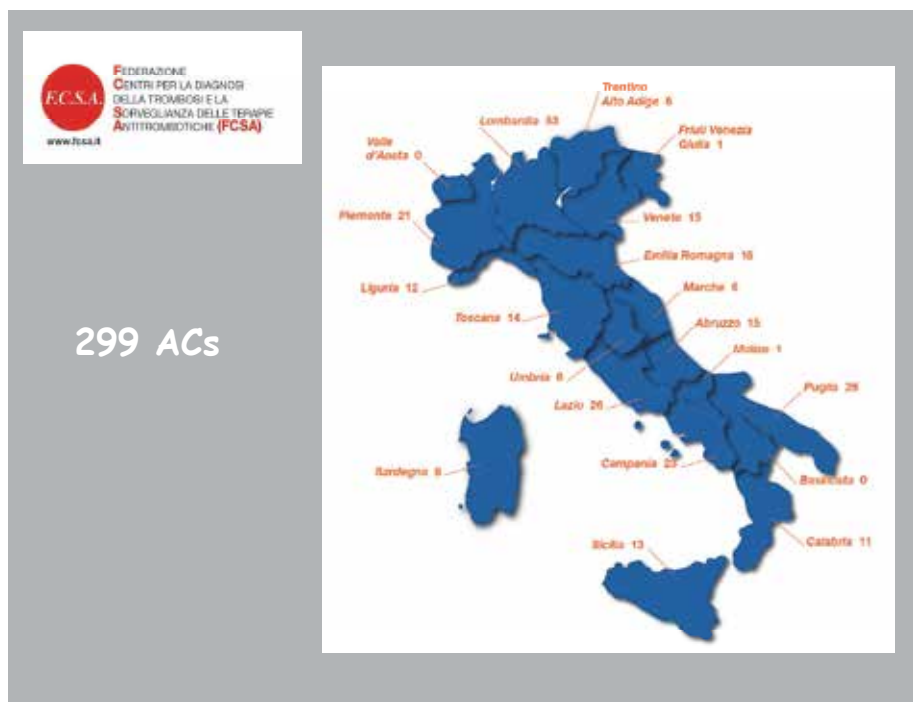 F.C.S.A.
FEDERAZIONE
CENTRI PER LA DIAGNOSI
DELLA TROMBOSI E LA
SORVEGLIANZA DELLE TERAPIE
ANTITROMBOTICHE (FCSA)
www.fcsa.it
Trentino
Alto Adige 6
Lombardia 53
Friuli Venezia
Giulia 1
Valle
d'Aosta 0
Piemonte 21
Veneto 15
Emilia Romagna 16
Liguria 12
Marche 6
Toscana 14
Abruzzo 15
299 ACs
Molise 1
Umbria 6
Puglia
Lazio 26
Campania
Basilicata 0
Sardegna
Calabria 11
Sicilia 13